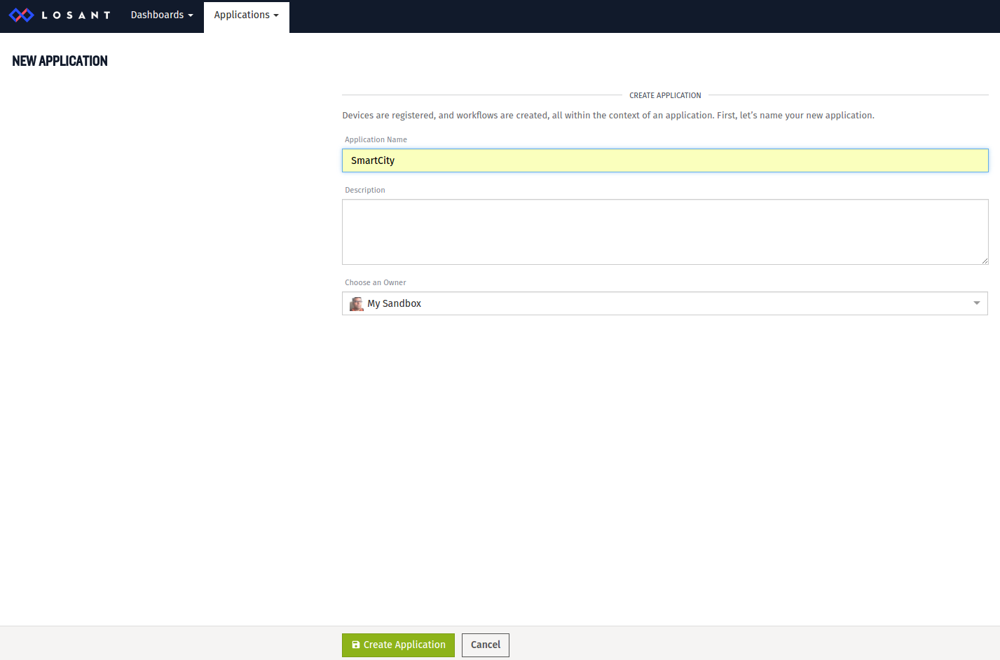 LOSANT Dashboards Applications
NEW APPLICATION
CREATE APPLICATION
Devices are registered, and workflows are created, all within the context of an application. First, let’s name your new application.
Application Name
SmartCity
Description
Choose an Owner
My Sandbox
Create Application Cancel